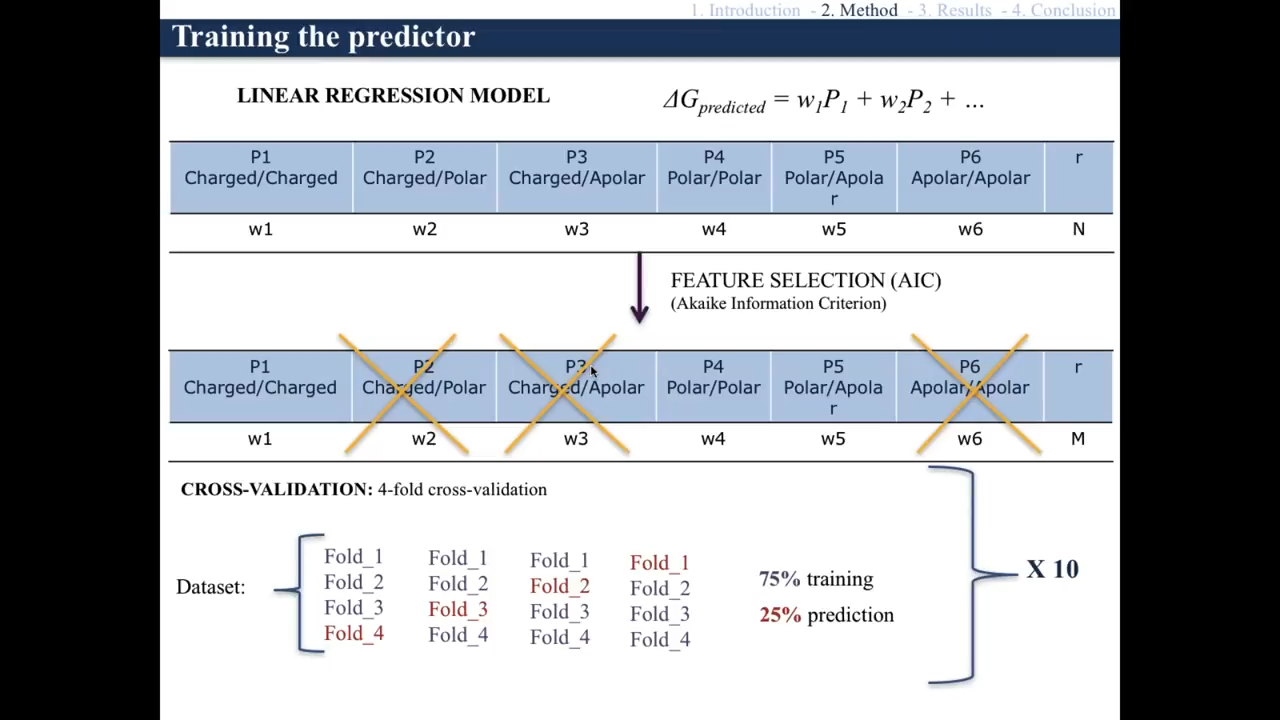 1. Introduction - 2. Method - 3. Results - 4. Conclusion
Training the predictor
LINEAR REGRESSION MODEL
ΔGpredicted = w1P1 + w2P2 + ...
P1 P2 P3 P4 P5 P6 r
Charged/Charged Charged/Polar Charged/Apolar Polar/Polar Polar/Apola Apolar/Apolar
r
w1 w2 w3 w4 w5 w6 N
FEATURE SELECTION (AIC)
(Akaike Information Criterion)
P1 P2 P3 P4 P5 P6 r
Charged/Charged Charged/Polar Charged/Apolar Polar/Polar Polar/Apola Apolar/Apolar
r
w1 w2 w3 w4 w5 w6 M
CROSS-VALIDATION: 4-fold cross-validation
Dataset:
Fold_1 Fold_1 Fold_1 Fold_1
Fold_2 Fold_2 Fold_2 Fold_2
Fold_3 Fold_3 Fold_3 Fold_3
Fold_4 Fold_4 Fold_4 Fold_4
75% training
25% prediction
X 10